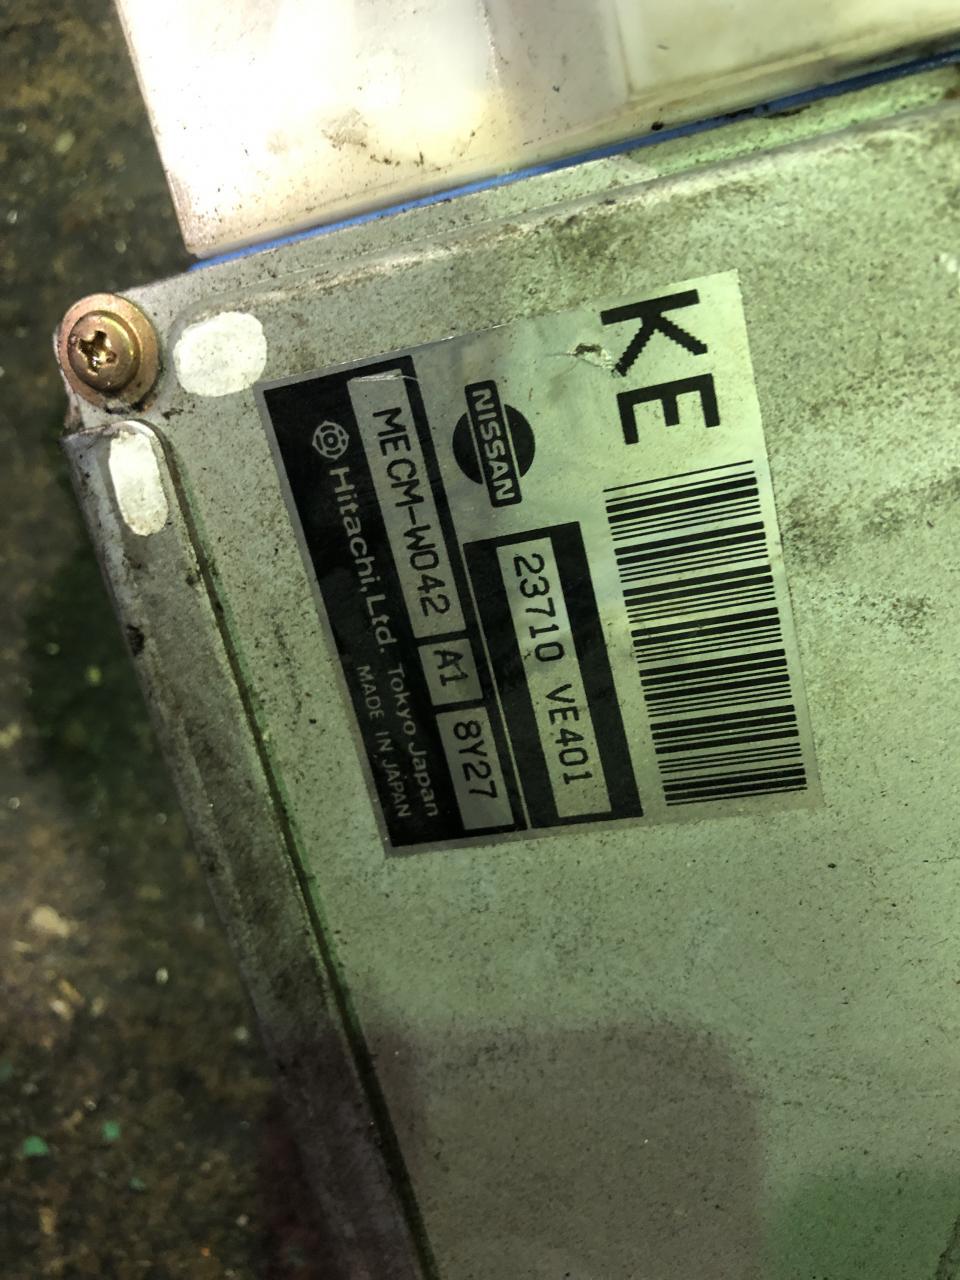 KE
NISSAN
23710 VE401
MECM-W042 A1 8Y27
Hitachi, Ltd. Tokyo Japan
MADE IN JAPAN